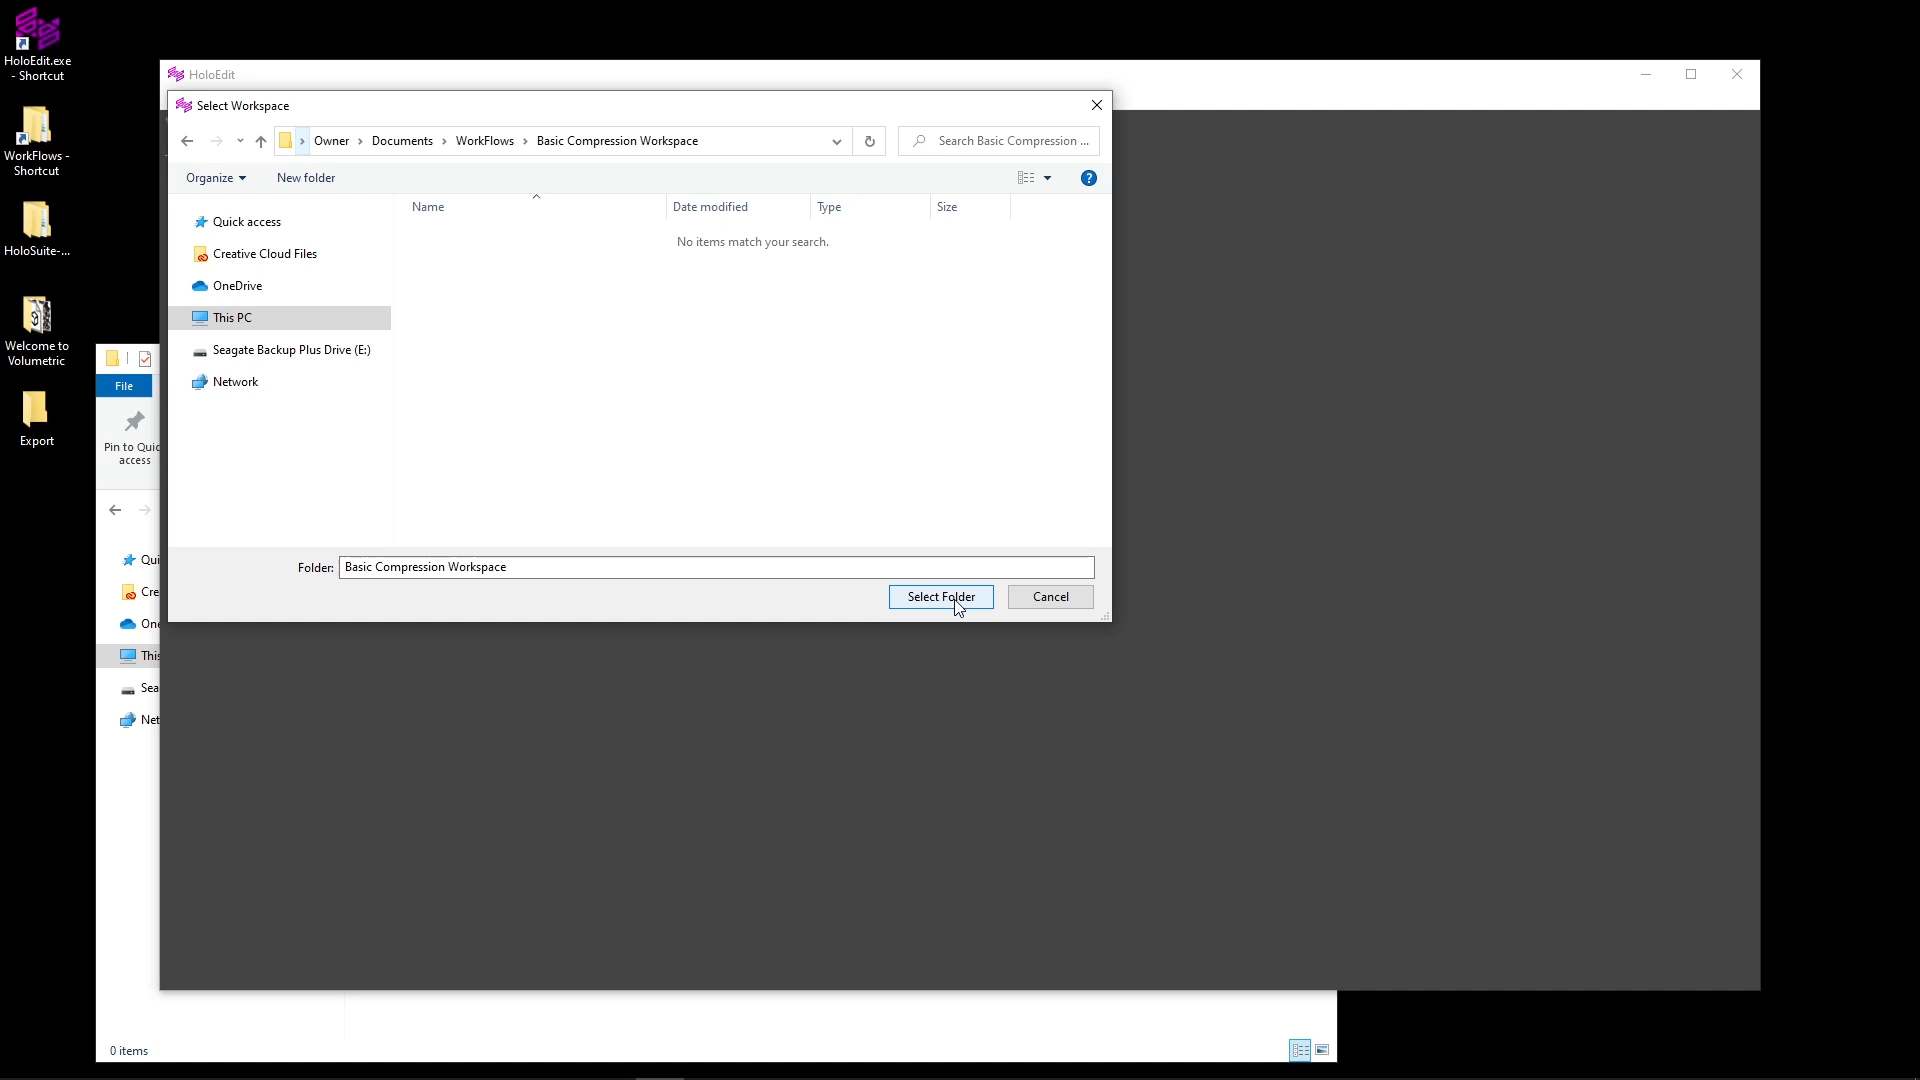 HoloEdit.exe
- Shortcut
WorkFlows -
Shortcut
HoloSuite-...
Welcome to
Volumetric
Export
HoloEdit
Select Workspace
Owner > Documents > WorkFlows > Basic Compression Workspace
Search Basic Compression ...
Organize
New folder
Name
Date modified
Type
Size
No items match your search.
Quick access
Creative Cloud Files
OneDrive
This PC
Seagate Backup Plus Drive (E:)
Network
Folder: Basic Compression Workspace
Select Folder
Cancel
File
Pin to Quic
access
Qui
Cre
One
This
Sea
Net
0 items